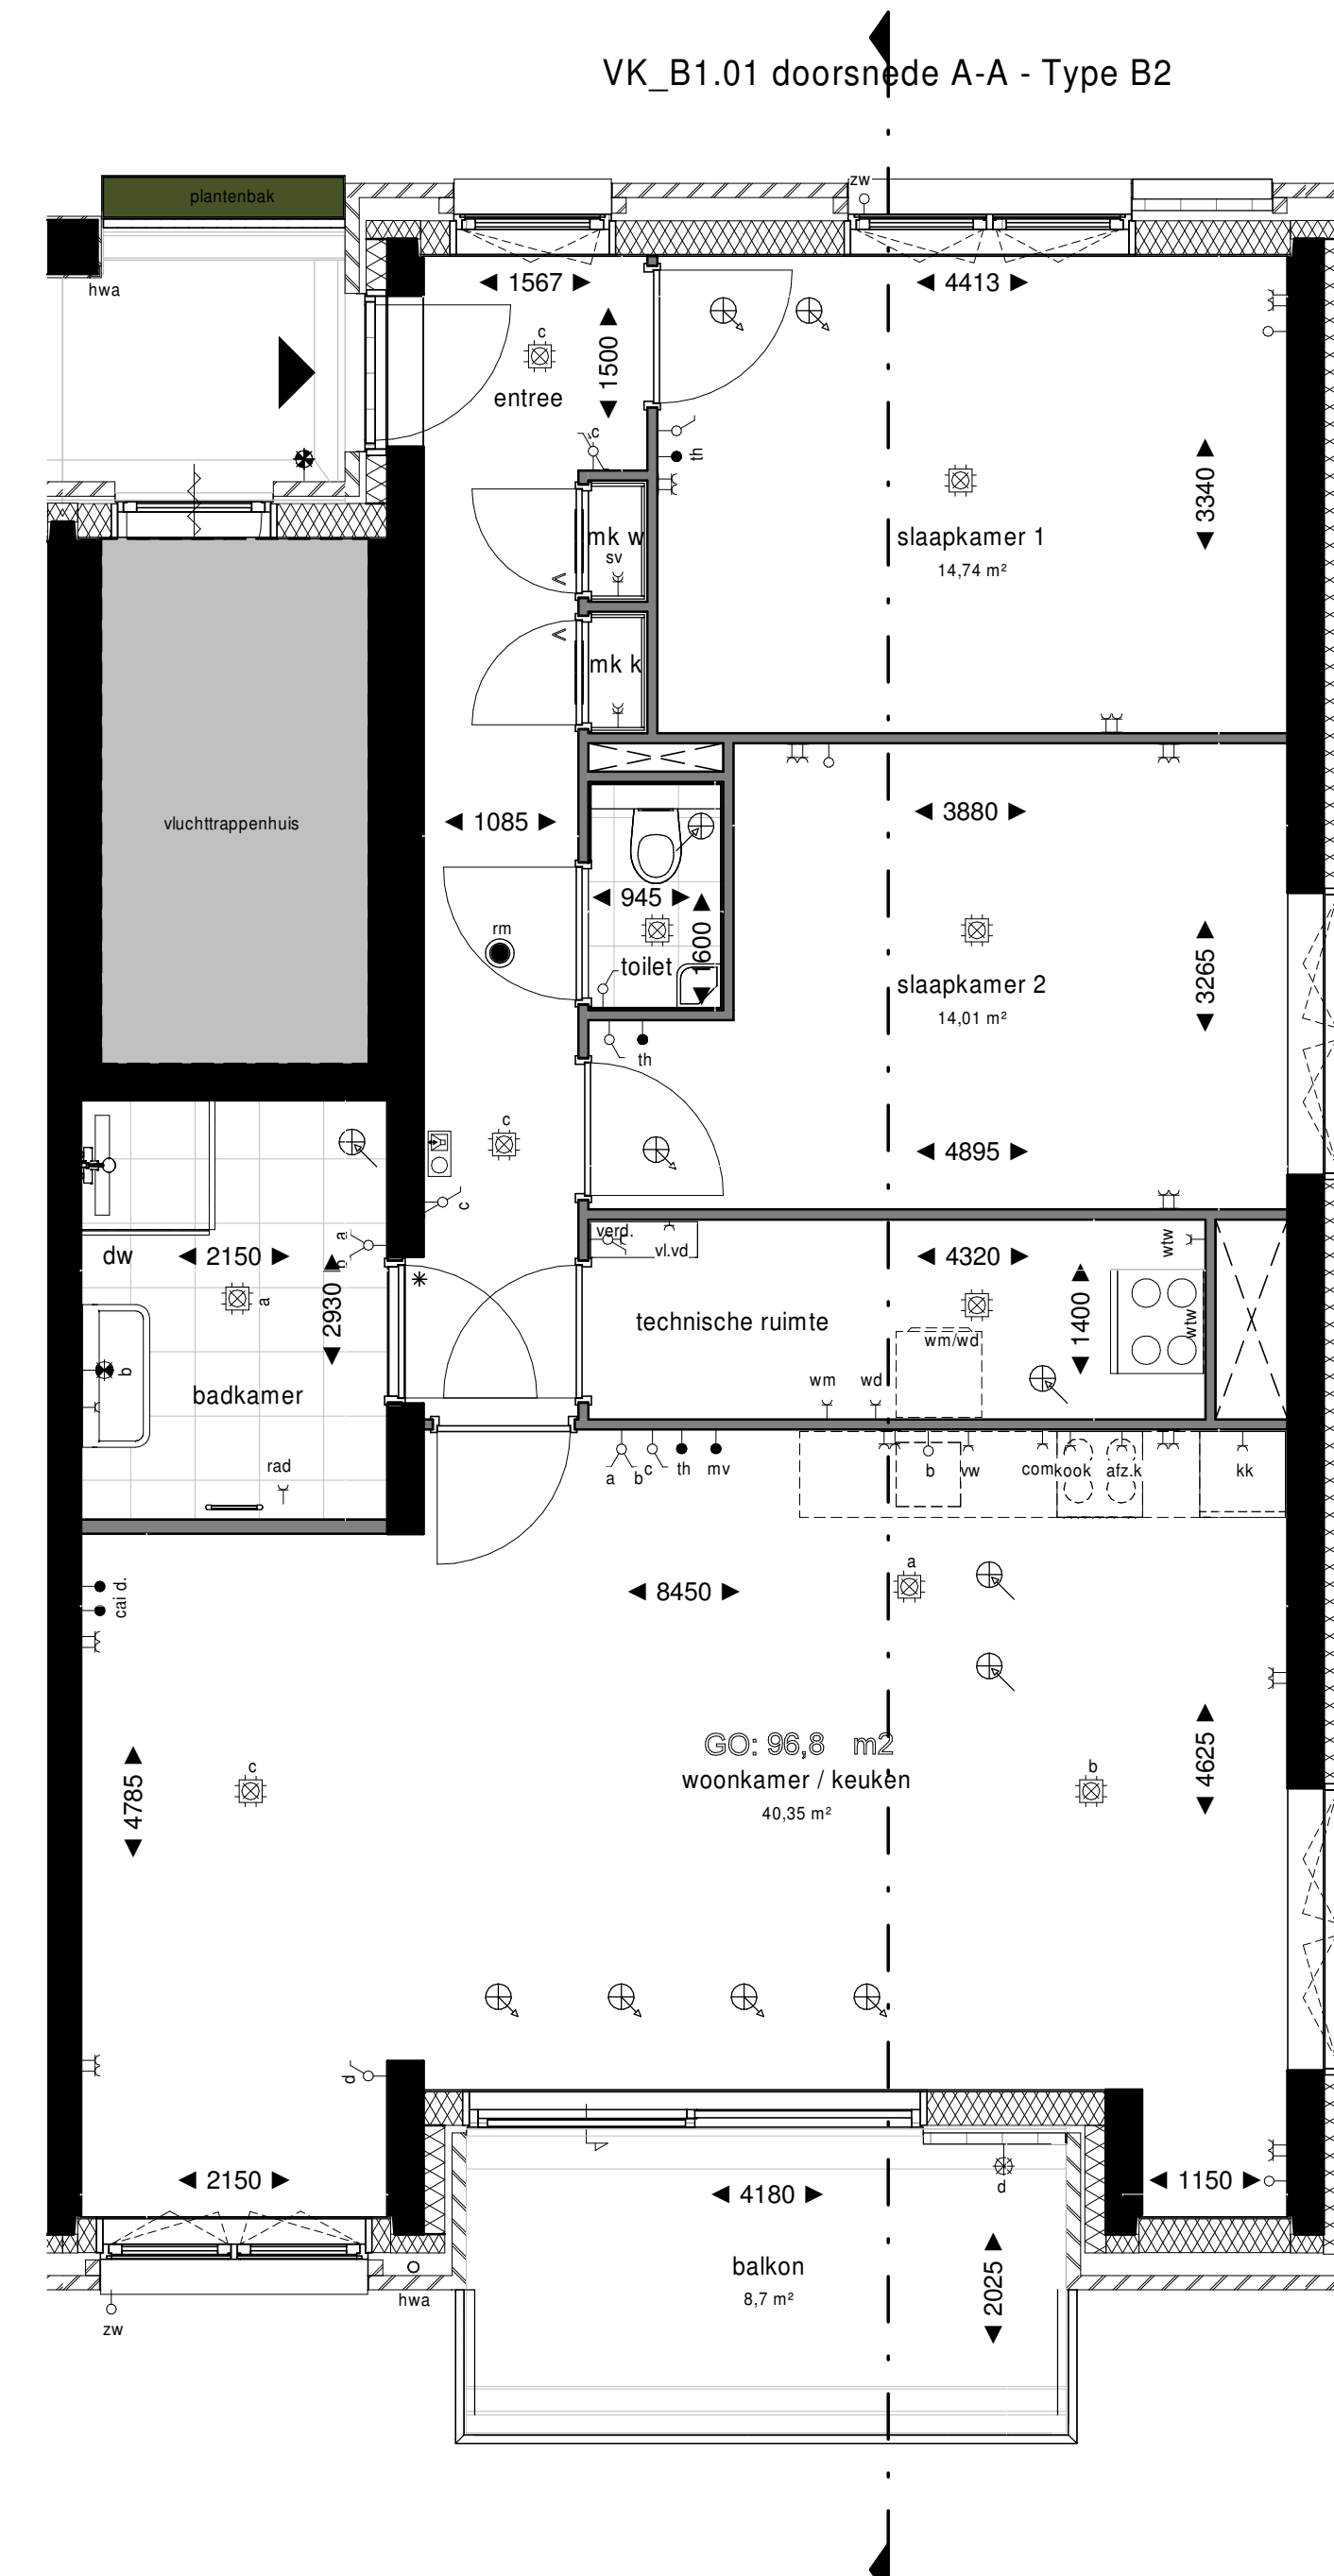 VK_B1.01 doorsnede A-A - Type B2
plantenbak
zw
hwa
1567
4413
c
1500
entree
c
th
3340
mk w
sv
slaapkamer 1
14,74 m²
mk k
vluchttrappenhuis
1085
3880
945
rm
1600
toilet
3265
slaapkamer 2
14,01 m²
th
c
4895
c
a
b
dw
2150
2930
a
verd.
vl.vd
4320
wtw
1400
technische ruimte
wm/wd
wtw
b
badkamer
wm
wd
rad
a
b
c
th
mv
b
vw
com
kook
afz.k
kk
cai d.
8450
a
GO: 96,8 m2
woonkamer / keuken
40,35 m²
c
b
4785
4625
d
2150
4180
d
1150
balkon
8,7 m²
2025
hwa
zw